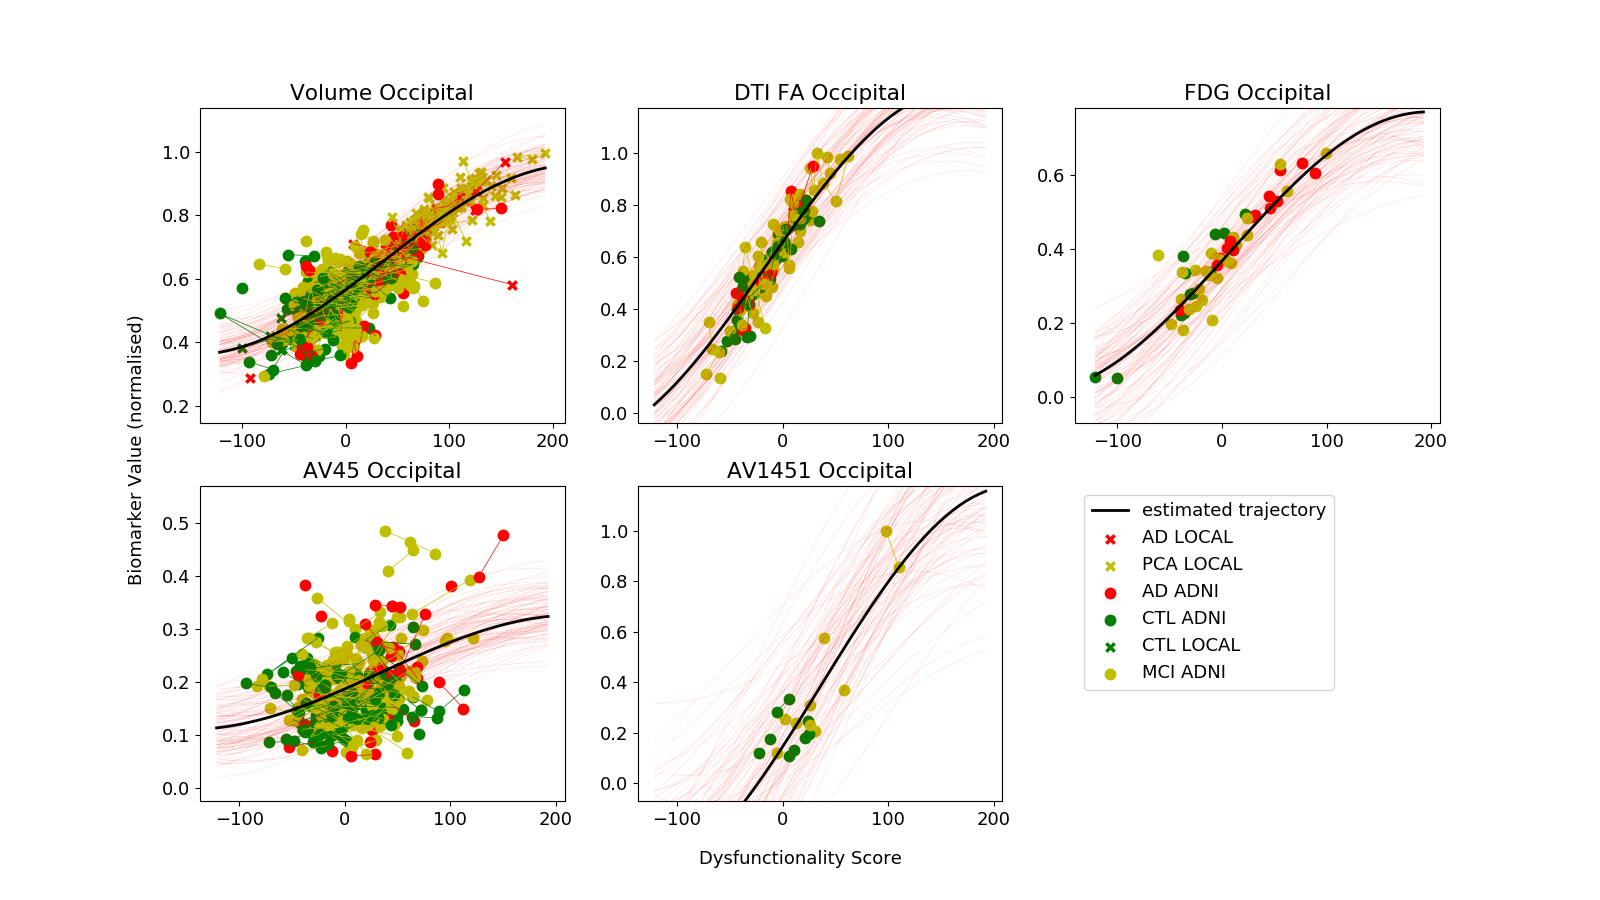 Volume Occipital
DTI FA Occipital
FDG Occipital
1.0
0.8
0.6
0.4
0.2
−100 0 100 200
1.0
0.8
0.6
0.4
0.2
0.0
−100 0 100 200
0.6
0.4
0.2
0.0
−100 0 100 200
Biomarker Value (normalised)
AV45 Occipital
AV1451 Occipital
0.5
0.4
0.3
0.2
0.1
0.0
−100 0 100 200
1.0
0.8
0.6
0.4
0.2
0.0
−100 0 100 200
estimated trajectory
AD LOCAL
PCA LOCAL
AD ADNI
CTL ADNI
CTL LOCAL
MCI ADNI
Dysfunctionality Score